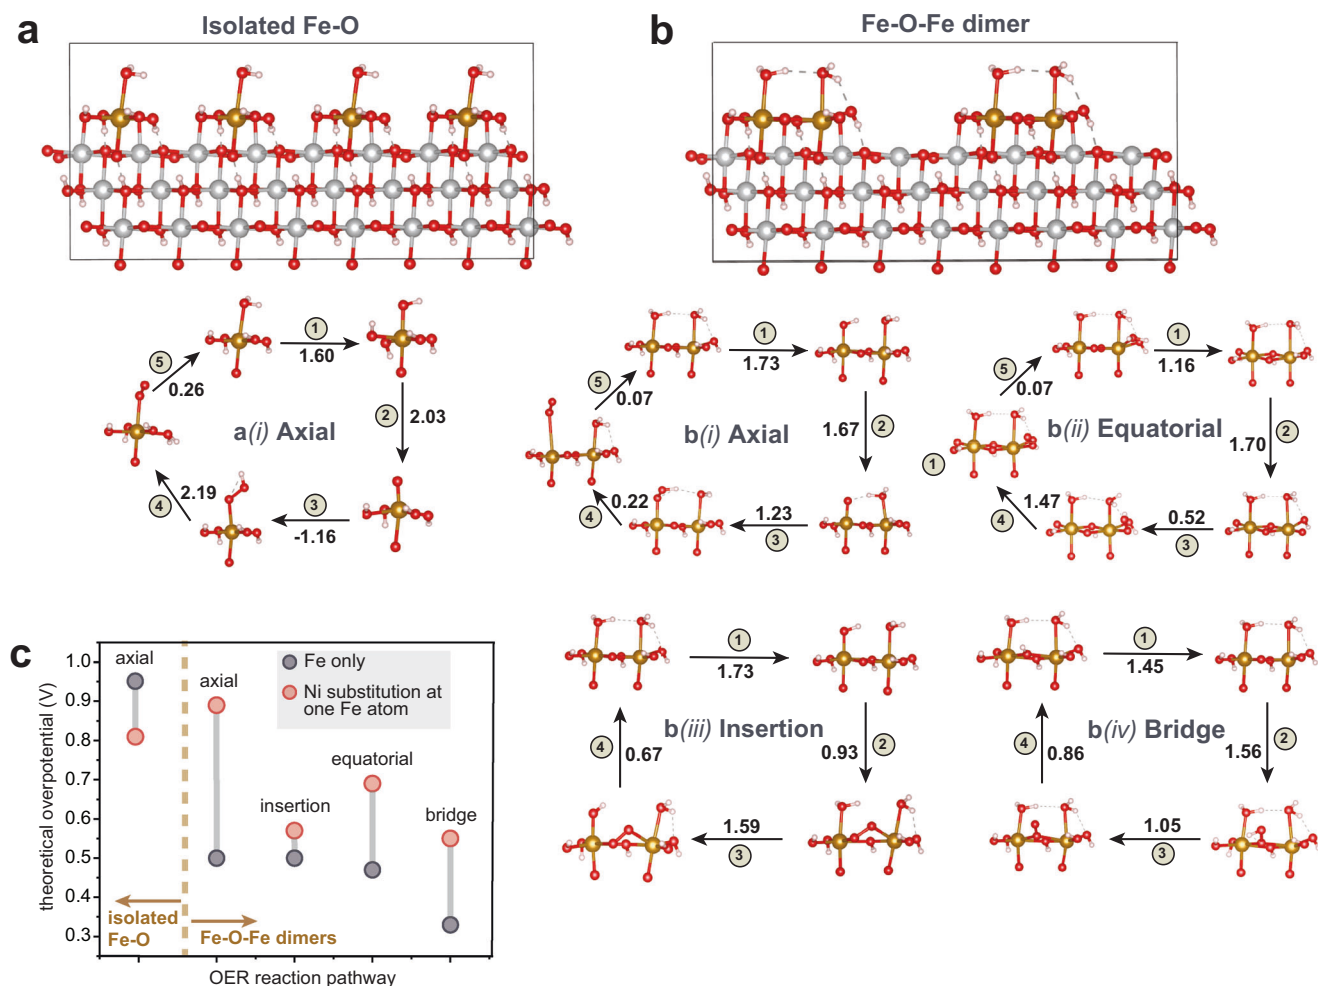 a
Isolated Fe-O
b
Fe-O-Fe dimer
1
1.60
5
0.26
2
2.03
a(i) Axial
4
2.19
3
-1.16
1
1.73
5
0.07
1.67
2
b(i) Axial
4
0.22
1.23
3
1
1.16
5
0.07
2
1.70
b(ii) Equatorial
1
4
1.47
0.52
3
1
1.73
b(iii) Insertion
4
0.67
0.93
2
1.59
3
1
1.45
b(iv) Bridge
4
0.86
1.56
2
1.05
3
c
theoretical overpotential (V)
1.0
0.9
0.8
0.7
0.6
0.5
0.4
0.3
axial
axial
insertion
equatorial
bridge
Fe only
Ni substitution at
one Fe atom
isolated
Fe-O
Fe-O-Fe dimers
OER reaction pathway